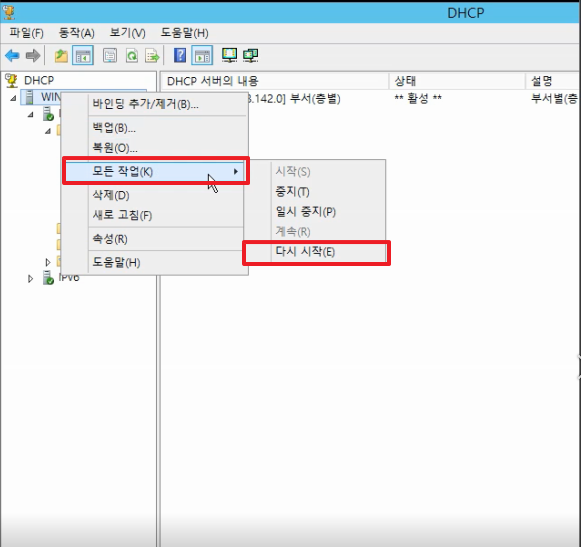 DHCP
파일(F) 동작(A) 보기(V) 도움말(H)
DHCP
WIN
IPv6
DHCP 서버의 내용 상태 설명
.142.0] 부서(층별) ** 활성 ** 부서별(층
바인딩 추가/제거(B)...
백업(B)...
복원(O)...
모든 작업(K)
삭제(D)
새로 고침(F)
속성(R)
도움말(H)
시작(S)
중지(T)
일시 중지(P)
계속(R)
다시 시작(E)